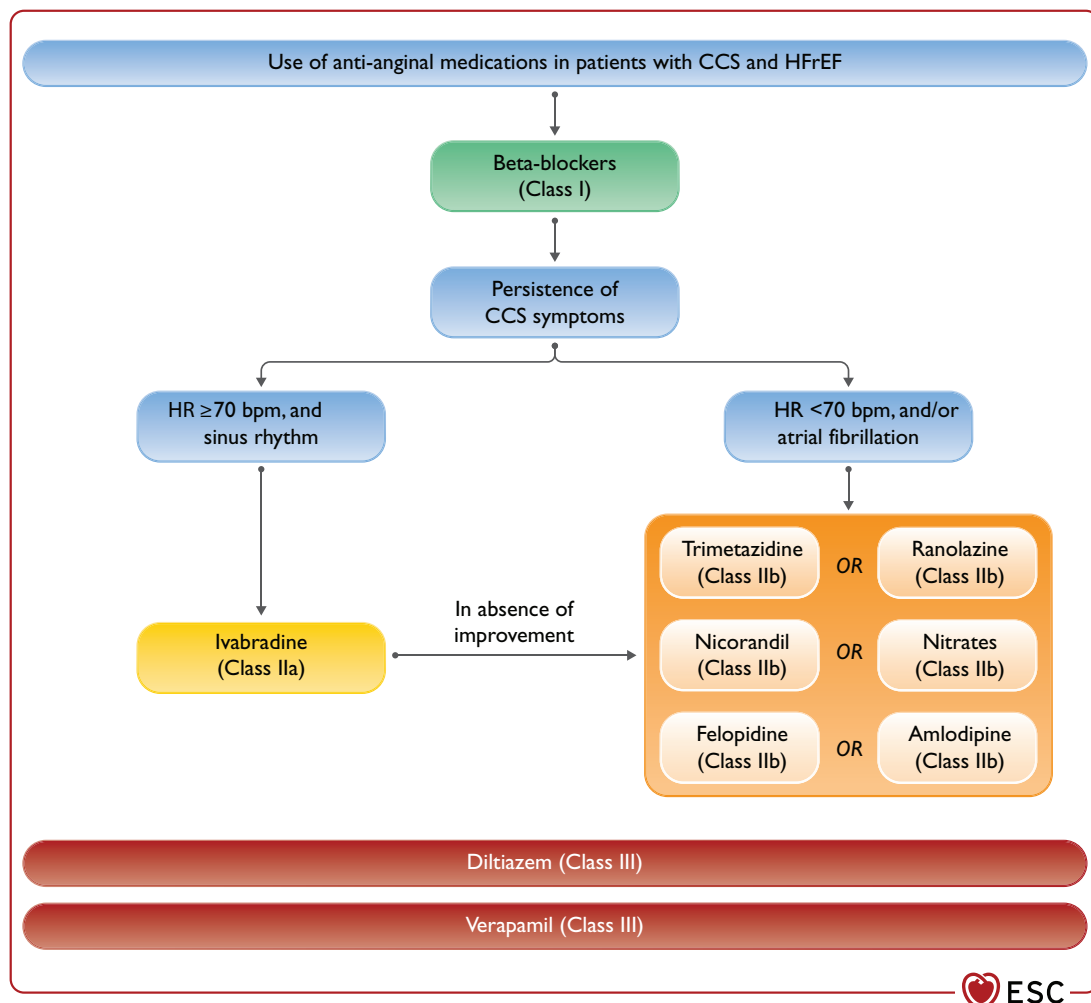 Use of anti-anginal medications in patients with CCS and HFrEF
Beta-blockers
(Class I)
Persistence of
CCS symptoms
HR ≥70 bpm, and
sinus rhythm
HR <70 bpm, and/or
atrial fibrillation
Trimetazidine
(Class IIb)
OR
Ranolazine
(Class IIb)
In absence of
improvement
Ivabradine
(Class IIa)
Nicorandil
(Class IIb)
OR
Nitrates
(Class IIb)
Felopidine
(Class IIb)
OR
Amlodipine
(Class IIb)
Diltiazem (Class III)
Verapamil (Class III)
ESC